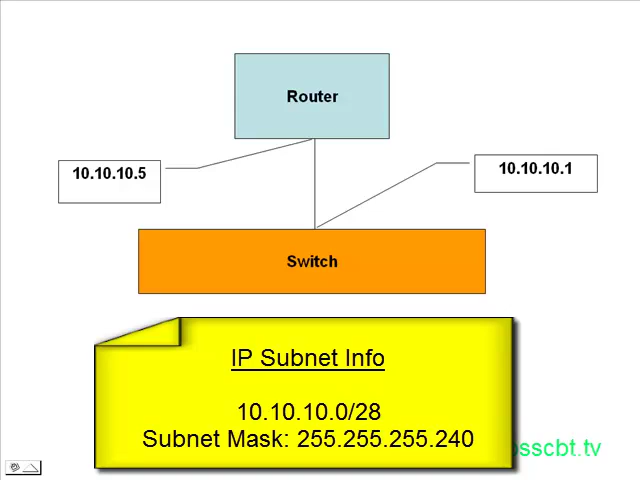 Router
10.10.10.5
10.10.10.1
Switch
IP Subnet Info
10.10.10.0/28
Subnet Mask: 255.255.255.240